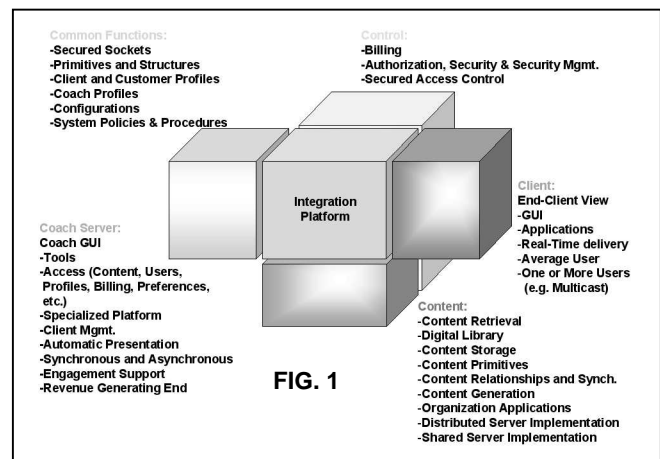 Common Functions:
-Secured Sockets
-Primitives and Structures
-Client and Customer Profiles
-Coach Profiles
-Configurations
-System Policies & Procedures
Control:
-Billing
-Authorization, Security & Security Mgmt.
-Secured Access Control
Integration
Platform
Client:
End-Client View
-GUI
-Applications
-Real-Time delivery
-Average User
-One or More Users
(e.g. Multicast)
Coach Server:
Coach GUI
-Tools
-Access (Content, Users,
Profiles, Billing, Preferences,
etc.)
-Specialized Platform
-Client Mgmt.
-Automatic Presentation
-Synchronous and Asynchronous
-Engagement Support
-Revenue Generating End
Content:
-Content Retrieval
-Digital Library
-Content Storage
-Content Primitives
-Content Relationships and Synch.
-Content Generation
-Organization Applications
-Distributed Server Implementation
-Shared Server Implementation
FIG. 1